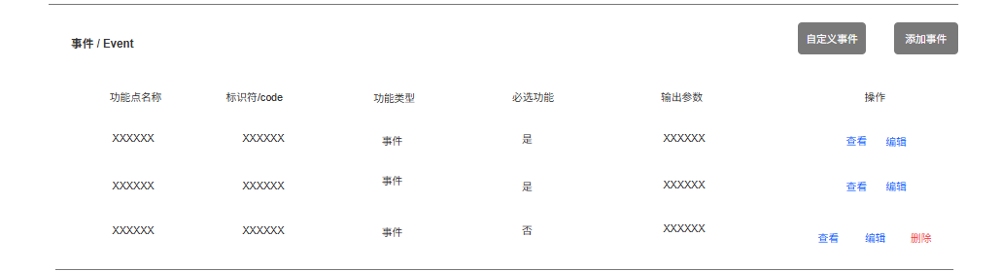 事件 / Event 自定义事件 添加事件
功能点名称 标识符/code 功能类型 必选功能 输出参数 操作
XXXXXX XXXXXX 事件 是 XXXXXX 查看 编辑
XXXXXX XXXXXX 事件 是 XXXXXX 查看 编辑
XXXXXX XXXXXX 事件 否 XXXXXX 查看 编辑 删除